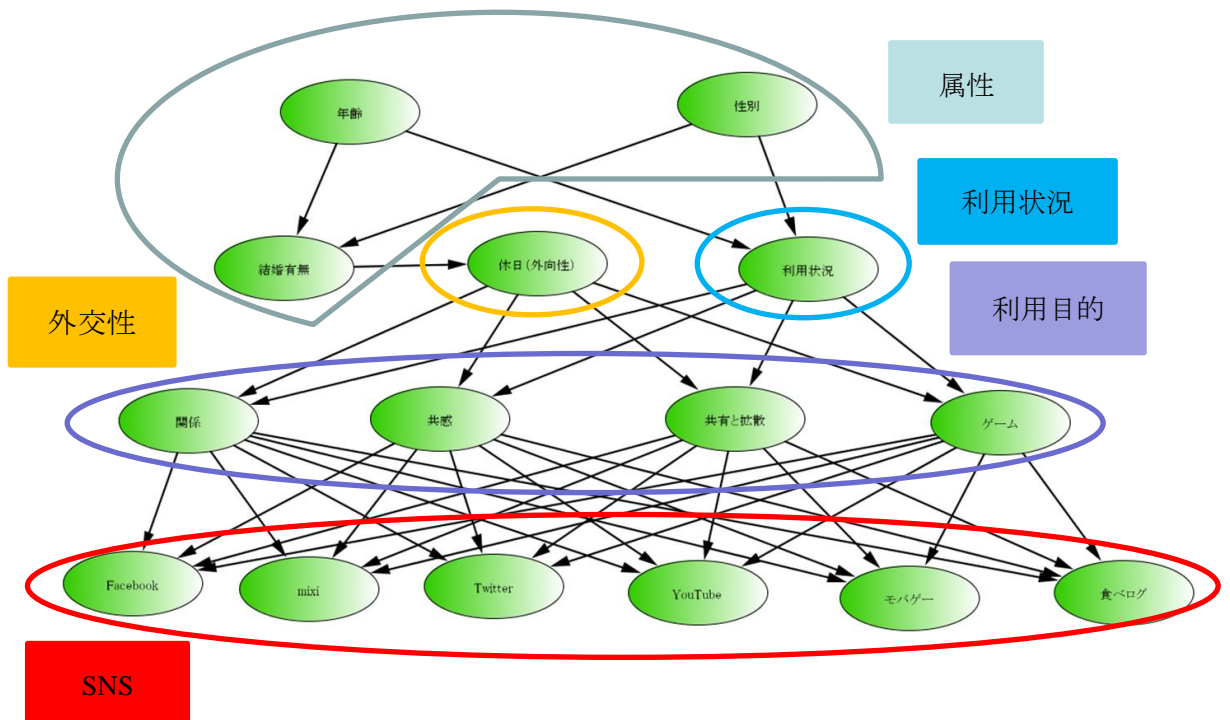 属性
年齢
性別
利用状況
結婚有無
休日(外向性)
利用状況
外交性
利用目的
関係
共感
共有と拡散
ゲーム
Facebook
mixi
Twitter
YouTube
モバゲー
食べログ
SNS